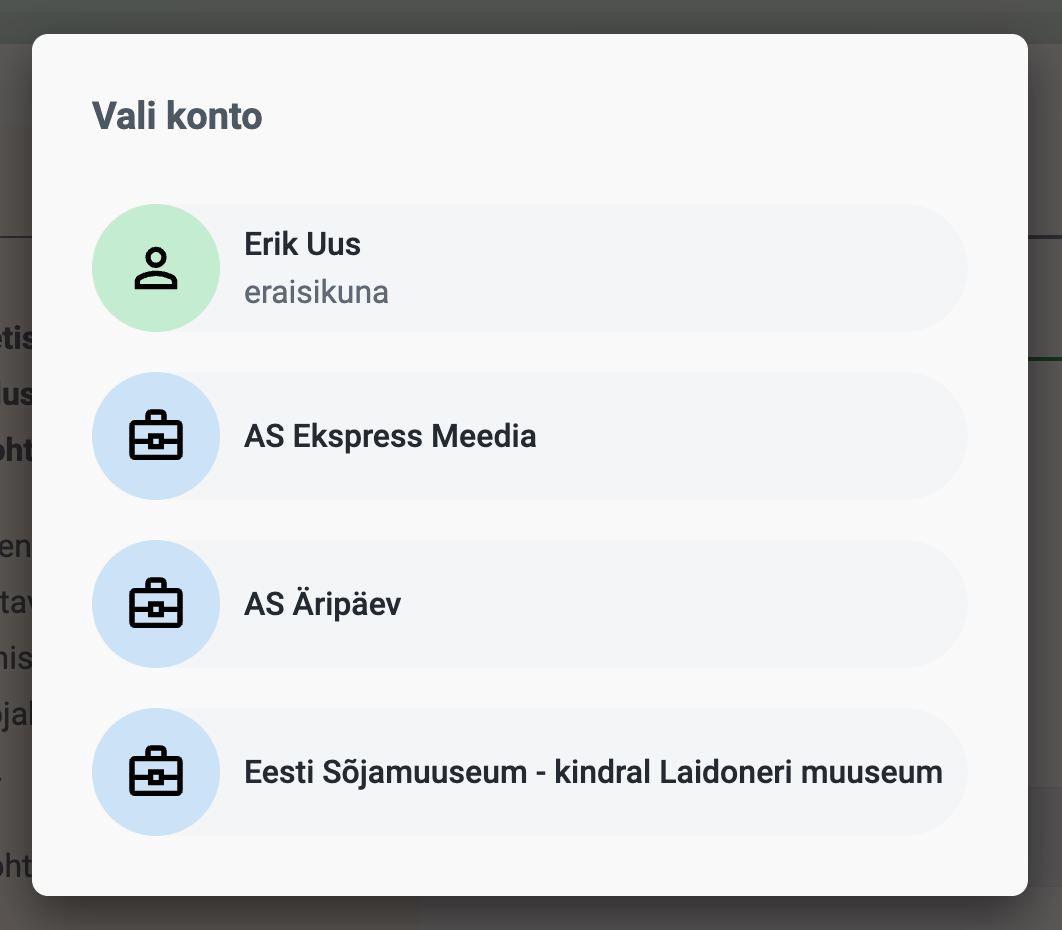 Vali konto
Erik Uus
eraisikuna
AS Ekspress Meedia
AS Äripäev
Eesti Sõjamuuseum - kindral Laidoneri muuseum